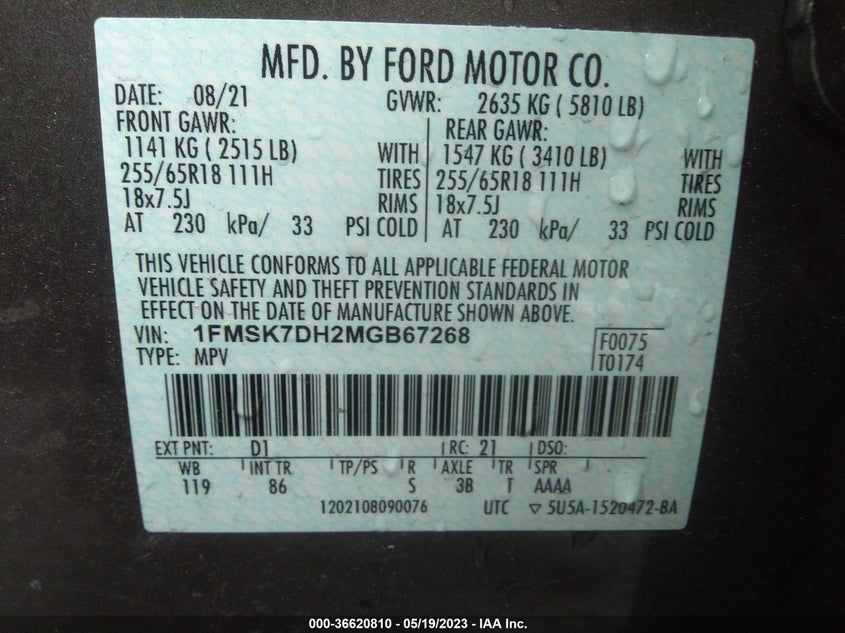 MFD. BY FORD MOTOR CO.
DATE: 08/21 GVWR: 2635 KG ( 5810 LB)
FRONT GAWR: REAR GAWR:
1141 KG ( 2515 LB) WITH 1547 KG ( 3410 LB) WITH
255/65R18 111H TIRES 255/65R18 111H TIRES
18x7.5J RIMS 18x7.5J RIMS
AT 230 kPa/ 33 PSI COLD AT 230 kPa/ 33 PSI COLD
THIS VEHICLE CONFORMS TO ALL APPLICABLE FEDERAL MOTOR
VEHICLE SAFETY AND THEFT PREVENTION STANDARDS IN
EFFECT ON THE DATE OF MANUFACTURE SHOWN ABOVE.
VIN: 1FMSK7DH2MGB67268 F0075
TYPE: MPV T0174
EXT PNT: D1 RC: 21 DSO:
WB INT TR TP/PS R AXLE TR SPR
119 86 S 3B T AAAA
1202108090076 UTC ▽ 5U5A-1520472-BA
000-36620810 - 05/19/2023 - IAA Inc.